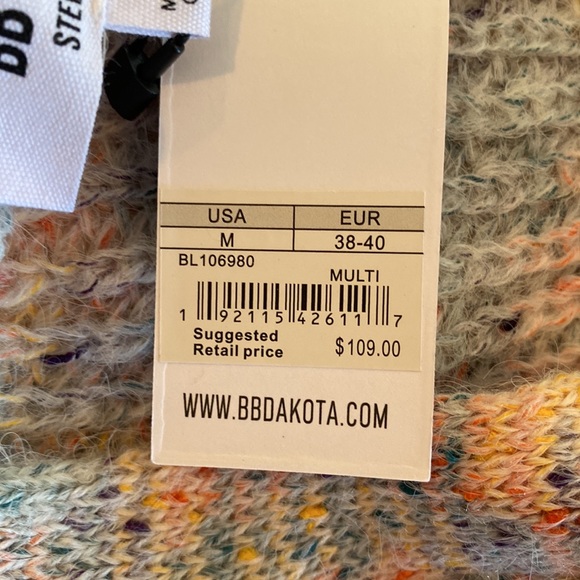 BB
STE
M
USA EUR
M 38-40
BL106980
MULTI
1 92115 42611 7
Suggested
Retail price $109.00
WWW.BBDAKOTA.COM